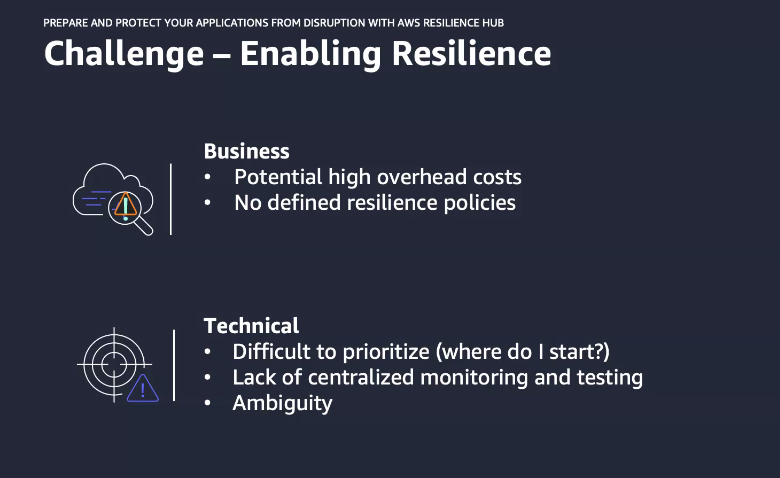 PREPARE AND PROTECT YOUR APPLICATIONS FROM DISRUPTION WITH AWS RESILIENCE HUB
Challenge – Enabling Resilience
Business
• Potential high overhead costs
• No defined resilience policies
Technical
• Difficult to prioritize (where do I start?)
• Lack of centralized monitoring and testing
• Ambiguity